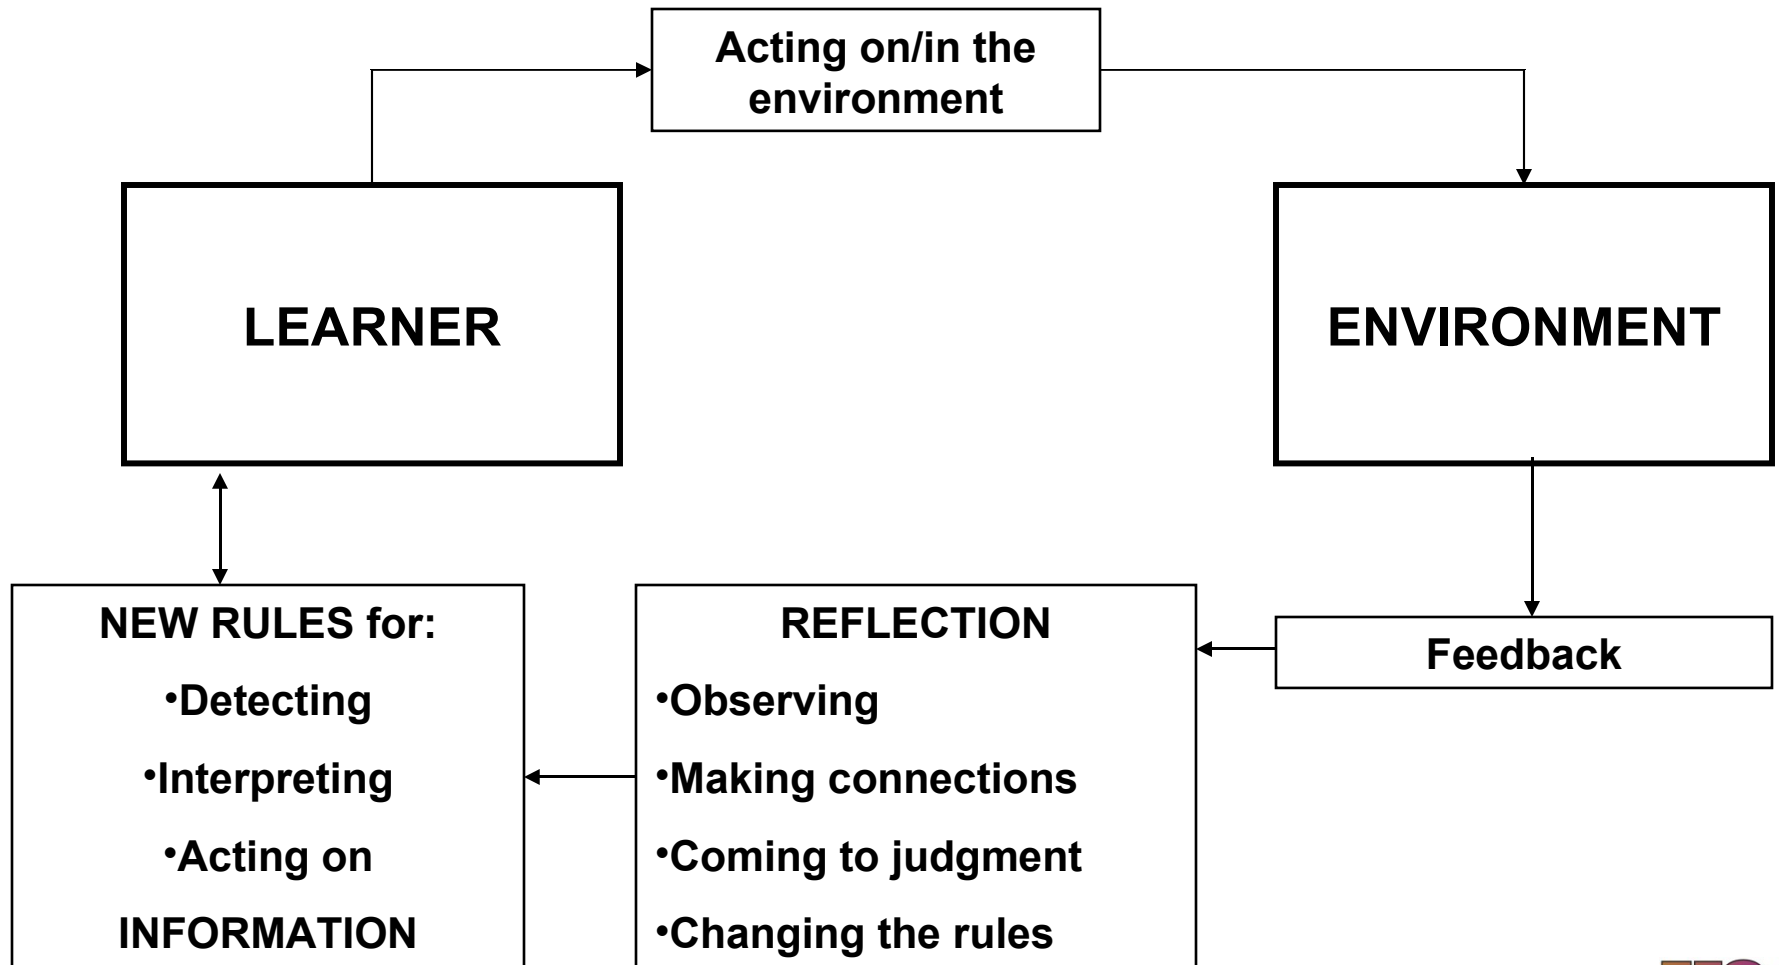 Acting on/in the
environment
LEARNER
ENVIRONMENT
NEW RULES for:
•Detecting
•Interpreting
•Acting on
INFORMATION
REFLECTION
•Observing
•Making connections
•Coming to judgment
•Changing the rules
Feedback